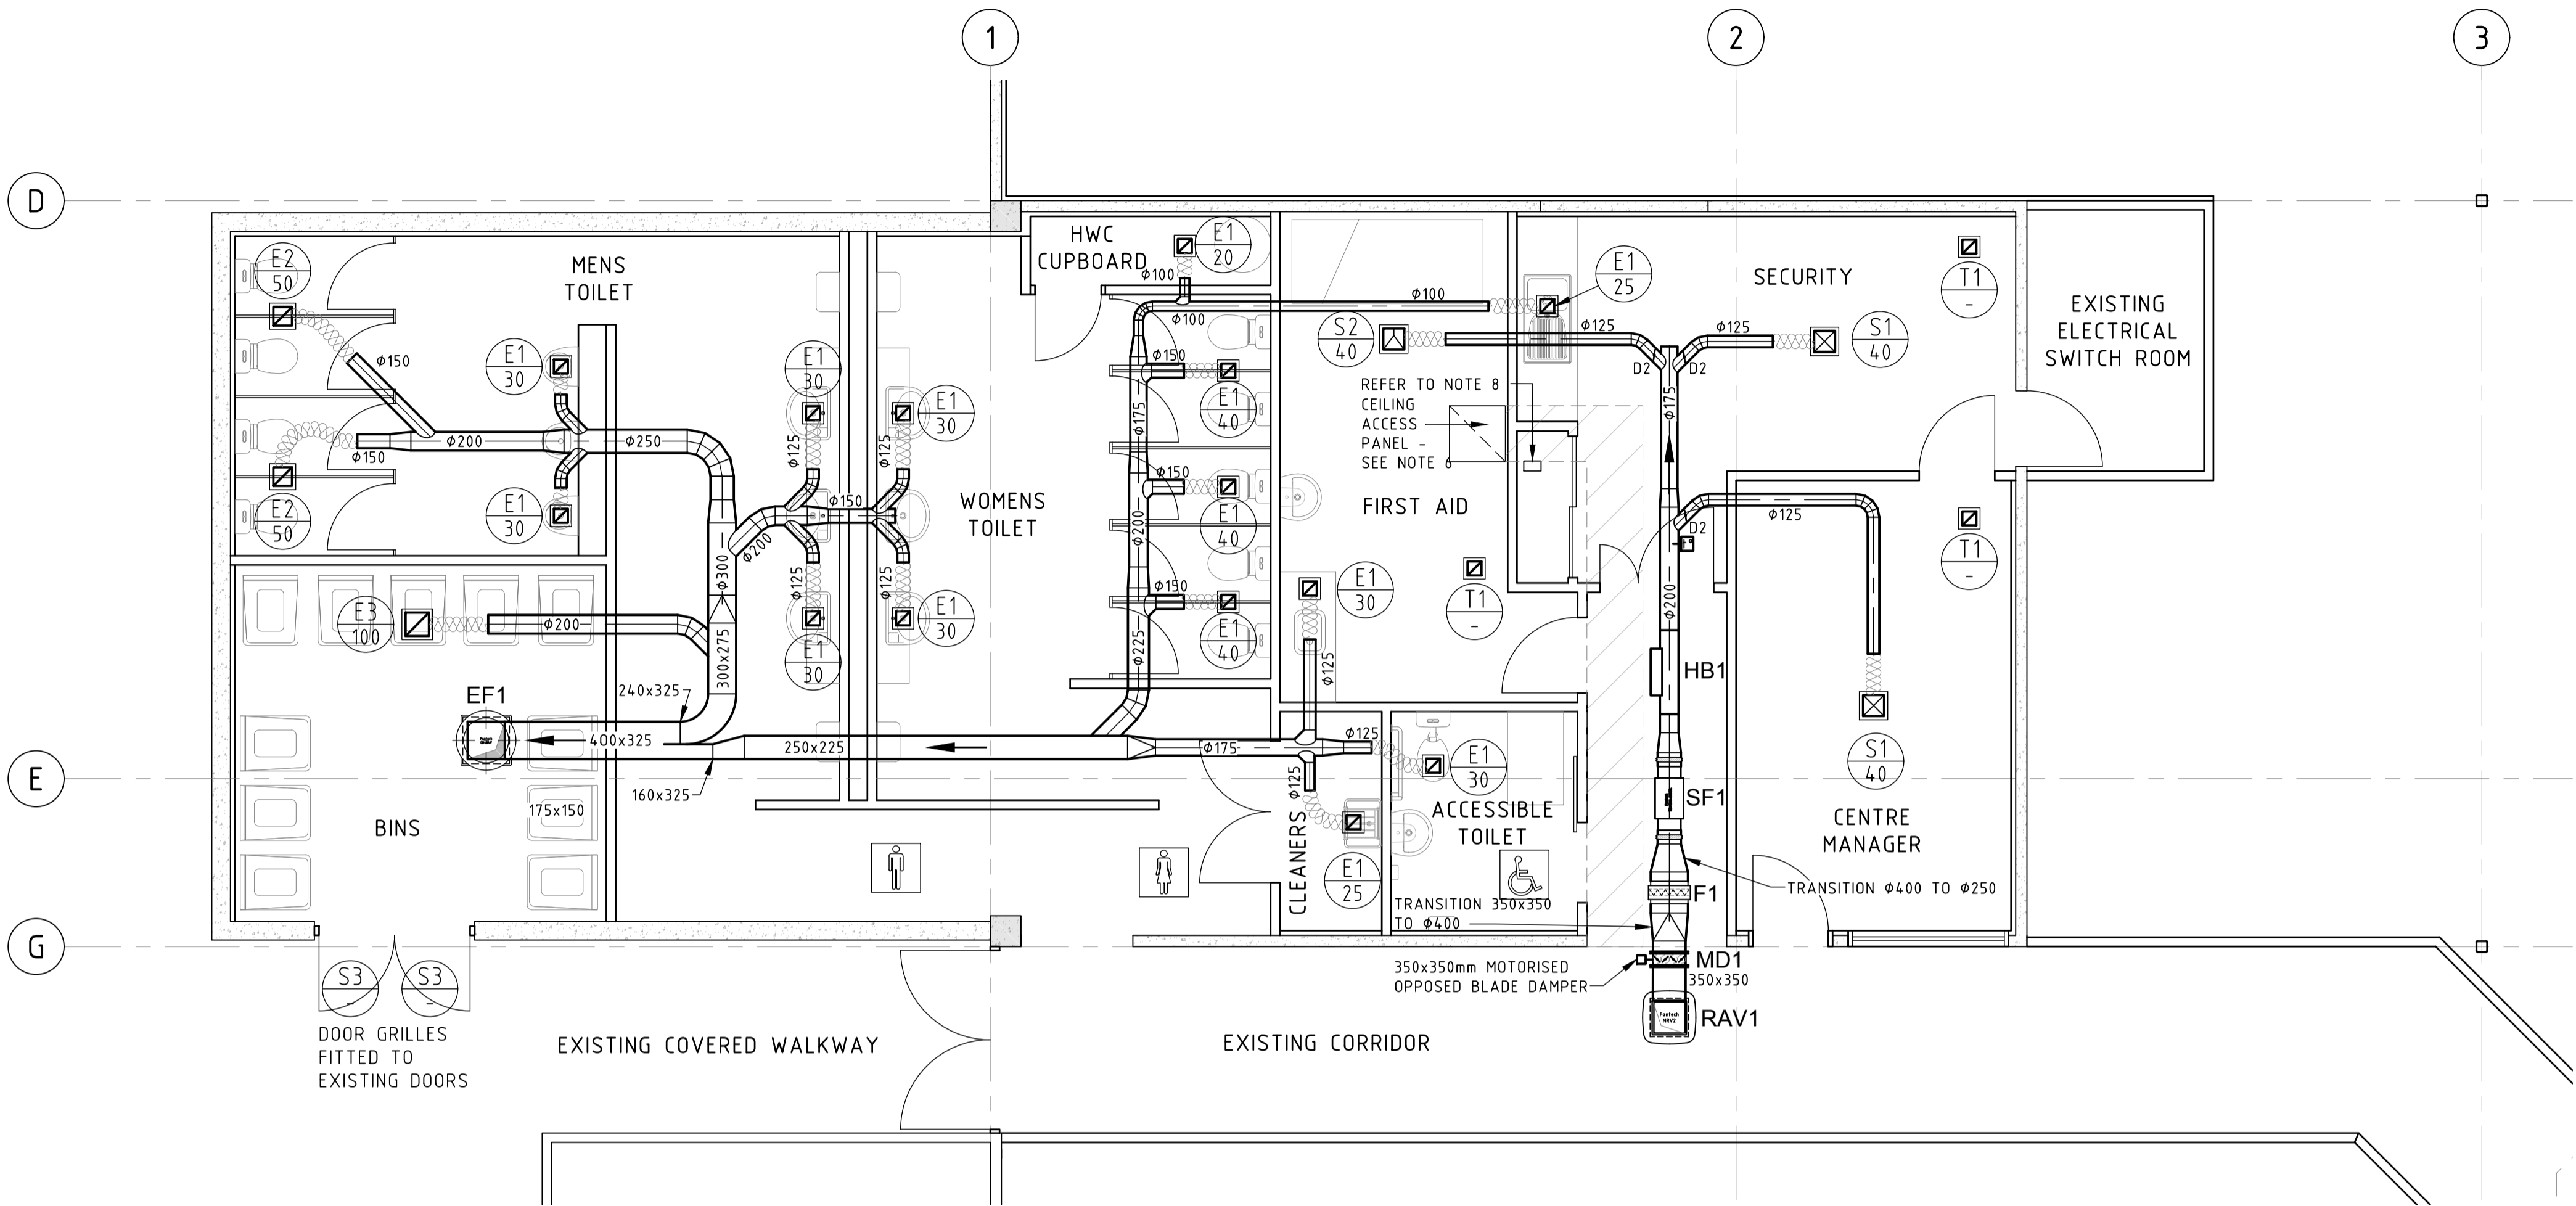 1
2
3
D
E
G
HWC
CUPBOARD
E1
20
Φ100
Φ100
Φ100
MENS
TOILET
E2
50
Φ150
E1
30
Φ200
Φ250
Φ150
E2
50
E1
30
E1
30
E1
30
Φ125
Φ125
Φ150
Φ200
Φ125
Φ125
E1
30
E1
30
WOMENS
TOILET
Φ300
300x275
E3
100
Φ200
EF1
240x325
400x325
250x225
160x325
175x150
BINS
Φ150
E1
40
Φ175
Φ150
E1
40
Φ200
Φ150
E1
40
Φ225
Φ175
E1
25
SECURITY
T1
-
EXISTING
ELECTRICAL
SWITCH ROOM
S2
40
Φ125
Φ125
S1
40
D2
D2
REFER TO NOTE 8
CEILING
ACCESS
PANEL -
SEE NOTE 6
Φ175
FIRST AID
Φ125
D2
T1
-
E1
30
T1
-
Φ200
Φ125
HB1
Φ125
E1
30
Φ125
SF1
S1
40
ACCESSIBLE
TOILET
CLEANERS
E1
25
CENTRE
MANAGER
TRANSITION Φ400 TO Φ250
F1
TRANSITION 350x350
TO Φ400
MD1
350x350
350x350mm MOTORISED
OPPOSED BLADE DAMPER
Fantech
MRV2
RAV1
S3
-
S3
-
DOOR GRILLES
FITTED TO
EXISTING DOORS
EXISTING COVERED WALKWAY
EXISTING CORRIDOR